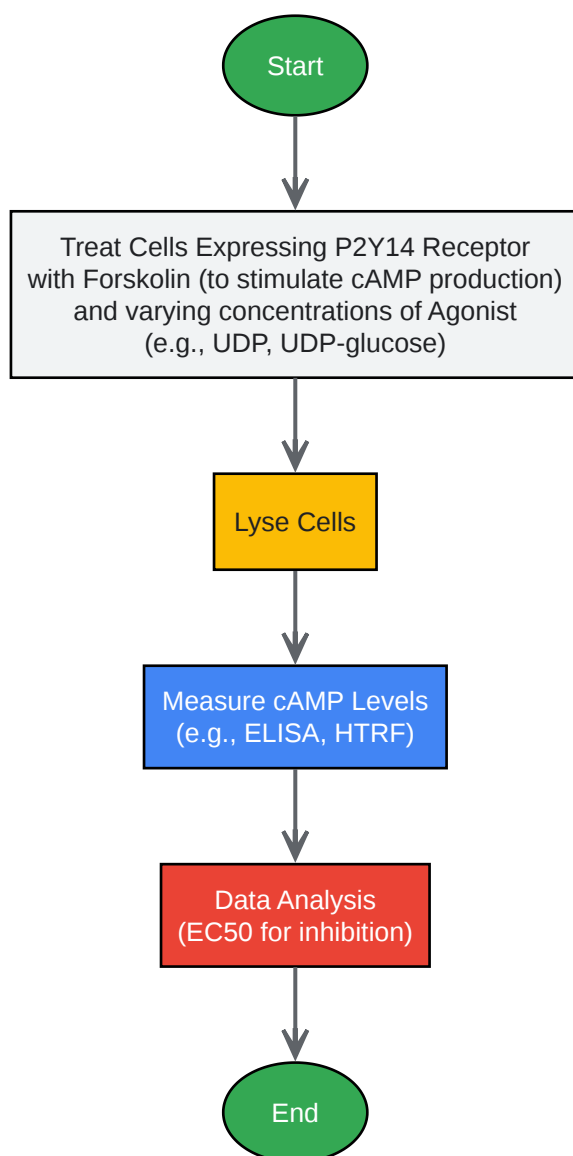 Start
Treat Cells Expressing P2Y14 Receptor
with Forskolin (to stimulate cAMP production)
and varying concentrations of Agonist
(e.g., UDP, UDP-glucose)
Lyse Cells
Measure cAMP Levels
(e.g., ELISA, HTRF)
Data Analysis
(EC50 for inhibition)
End